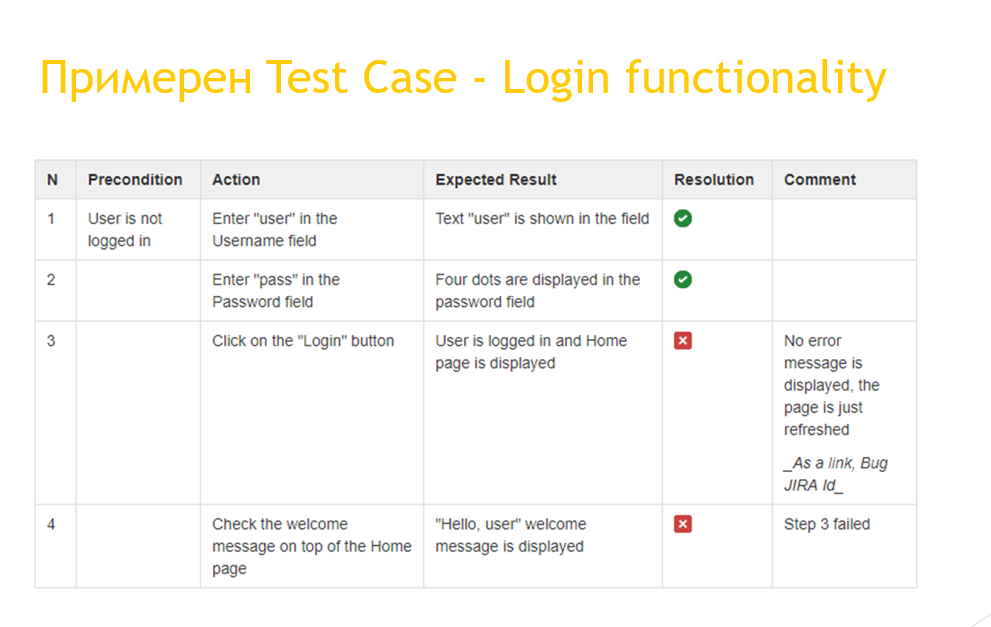 Примерен Test Case - Login functionality
N Precondition Action Expected Result Resolution Comment
1 User is not logged in Enter "user" in the Username field Text "user" is shown in the field
2 Enter "pass" in the Password field Four dots are displayed in the password field
3 Click on the "Login" button User is logged in and Home page is displayed No error message is displayed, the page is just refreshed
_As a link, Bug JIRA Id_
4 Check the welcome message on top of the Home page "Hello, user" welcome message is displayed Step 3 failed